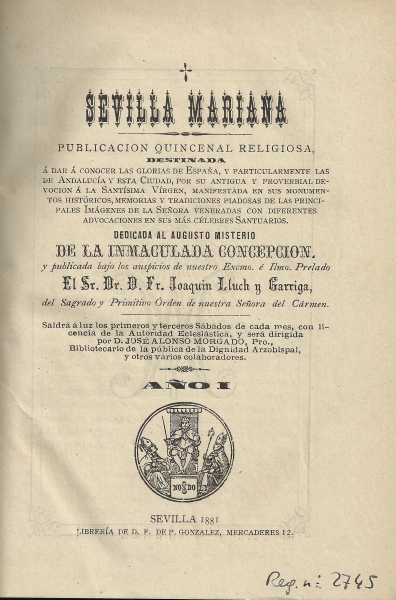 SEVILLA MARIANA
PUBLICACION QUINCENAL RELIGIOSA,
DESTINADA
Á DAR Á CONOCER LAS GLORIAS DE ESPAÑA, Y PARTICULARMENTE LAS
DE ANDALUCÍA Y ESTA CIUDAD, POR SU ANTIGUA Y PROVERBIAL DE-
VOCION Á LA SANTÍSIMA VÍRGEN, MANIFESTADA EN SUS MONUMEN-
TOS HISTÓRICOS, MEMORIAS Y TRADICIONES PIADOSAS DE LAS PRINCI-
PALES IMÁGENES DE LA SEÑORA VENERADAS CON DIFERENTES
ADVOCACIONES EN SUS MÁS CÉLEBRES SANTUARIOS.
DEDICADA AL AUGUSTO MISTERIO
DE LA INMACULADA CONCEPCION.
y publicada bajo los auspicios de nuestro Excmo. é Ilmo. Prelado
El Sr. Dr. D. Fr. Joaquin Lluch y Garriga,
del Sagrado y Primitivo Orden de nuestra Señora del Cármen.
Saldrá á luz los primeros y terceros Sábados de cada mes, con li-
cencia de la Autoridad Eclesiástica, y será dirigida
por D. JOSÉ ALONSO MORGADO, Pro.,
Bibliotecario de la pública de la Dignidad Arzobispal,
y otros varios colaboradores.
AÑO I
NO8DO
SEVILLA 1881
LIBRERÍA DE D. F. DE P. GONZALEZ, MERCADERES 12.
Reg. nº: 2745